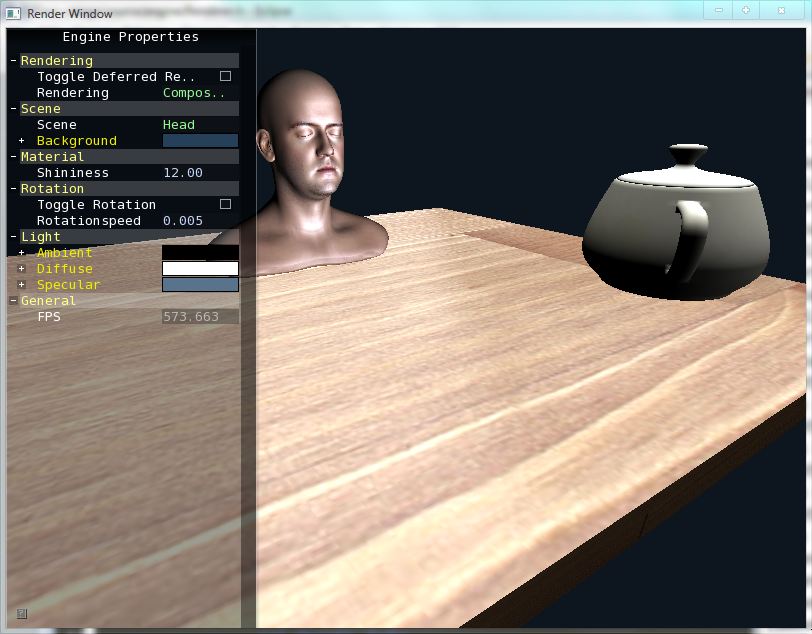 Render Window
Engine Properties
- Rendering
Toggle Deferred Re..
Rendering Compos..
- Scene
Scene Head
+ Background
- Material
Shininess 12.00
- Rotation
Toggle Rotation
Rotationspeed 0.005
- Light
+ Ambient
+ Diffuse
+ Specular
- General
FPS 573.663